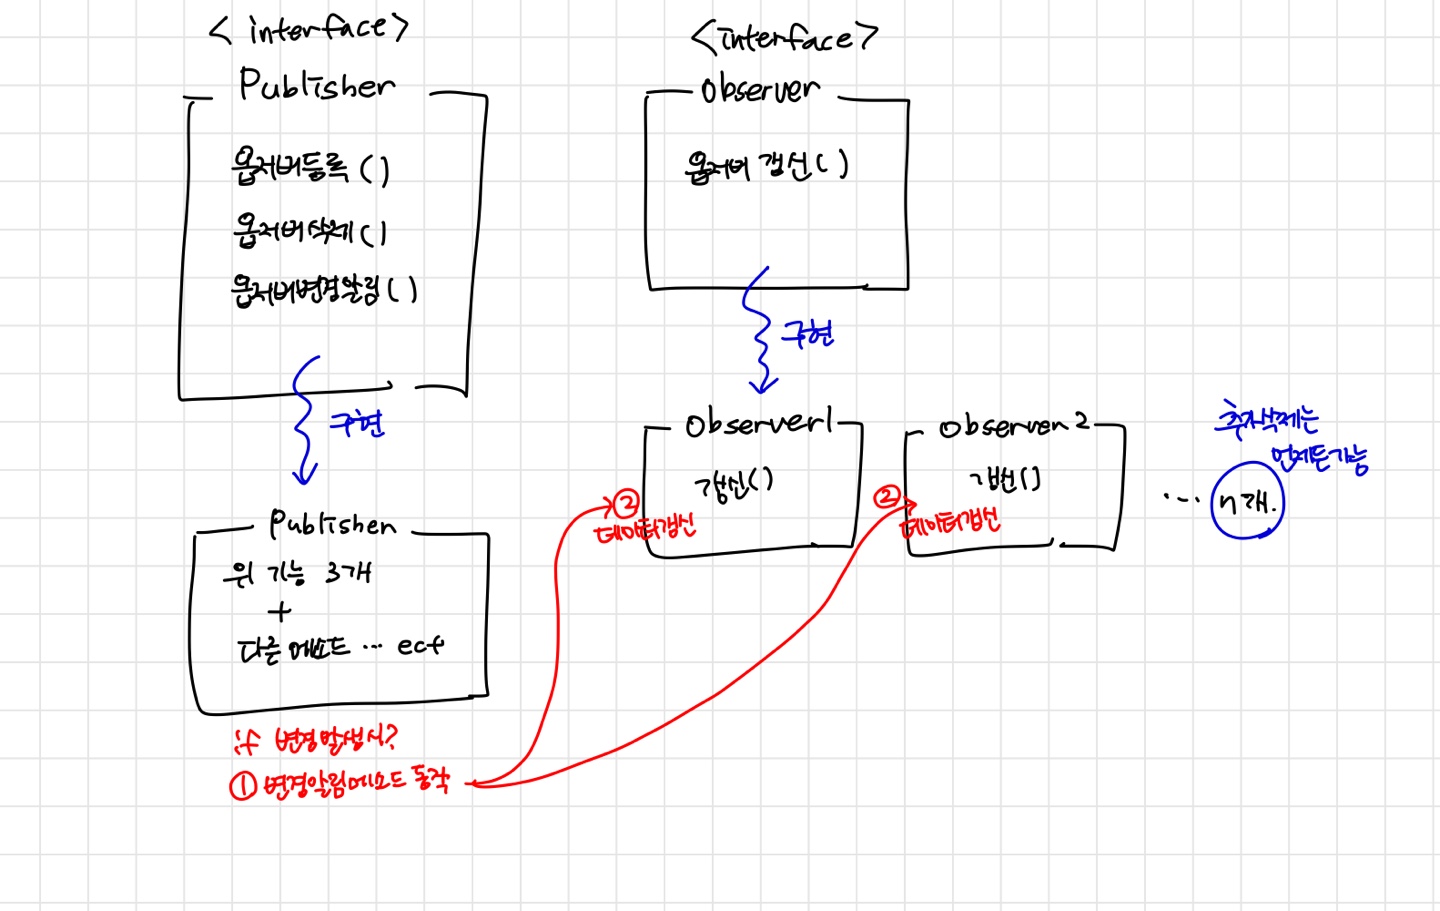 <interface>
Publisher
옵저버등록()
옵저버삭제()
옵저버변경알림()
구현
Publisher
위 기능 3개
+
다른메소드 ... ect
if 변경발생시?
① 변경알림메소드 동작
<interface>
Observer
옵저버 갱신()
구현
Observer1
갱신()
②
데이터갱신
Observer2
갱신()
②
데이터갱신
추가삭제는
언제든가능
... n개.